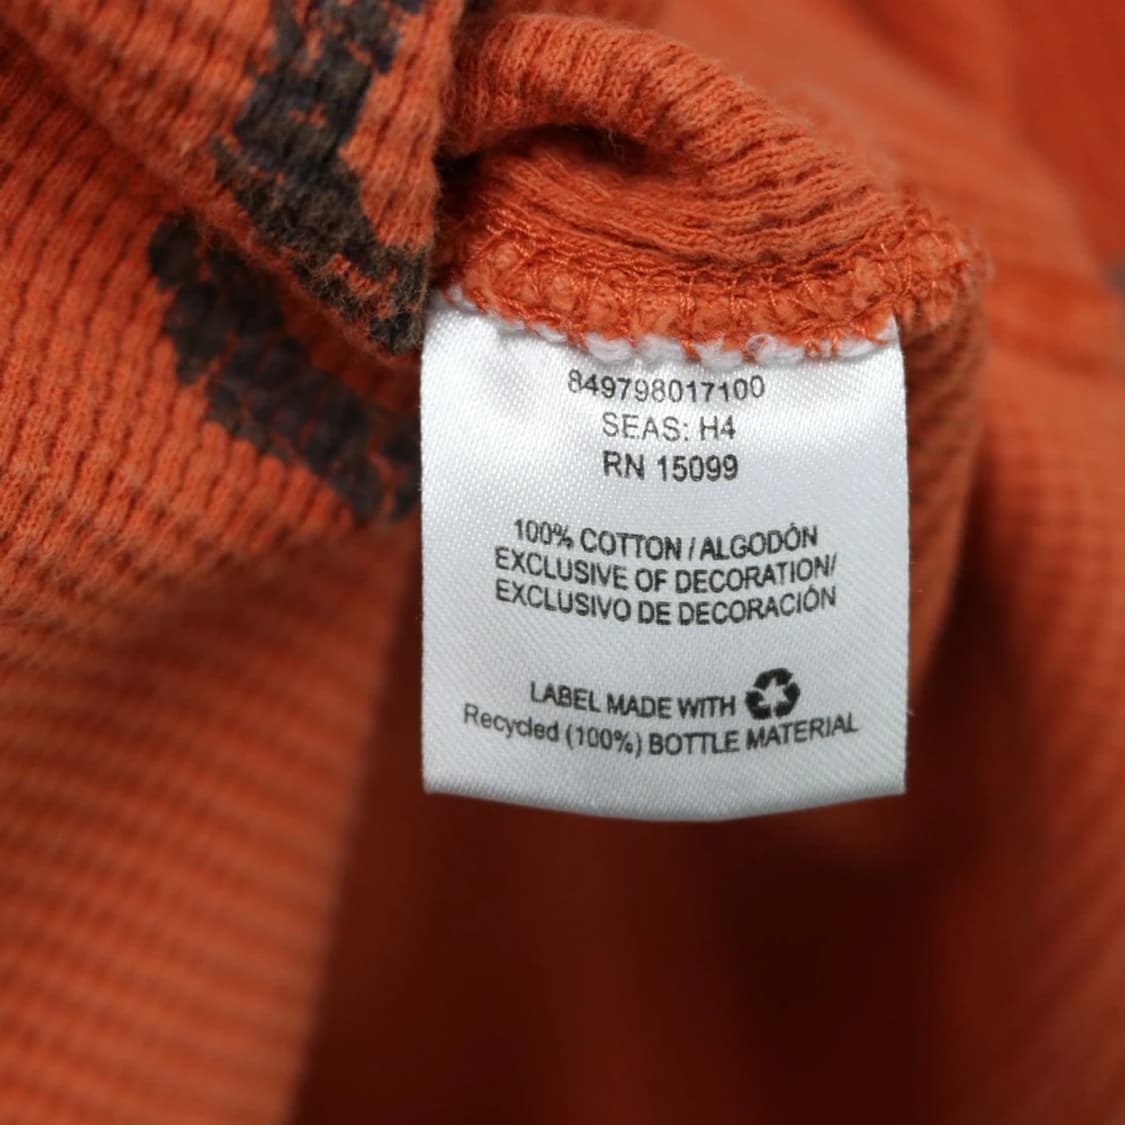 849798017100
SEAS: H4
RN 15099
100% COTTON / ALGODÓN
EXCLUSIVE OF DECORATION/
EXCLUSIVO DE DECORACIÓN
LABEL MADE WITH
Recycled (100%) BOTTLE MATERIAL